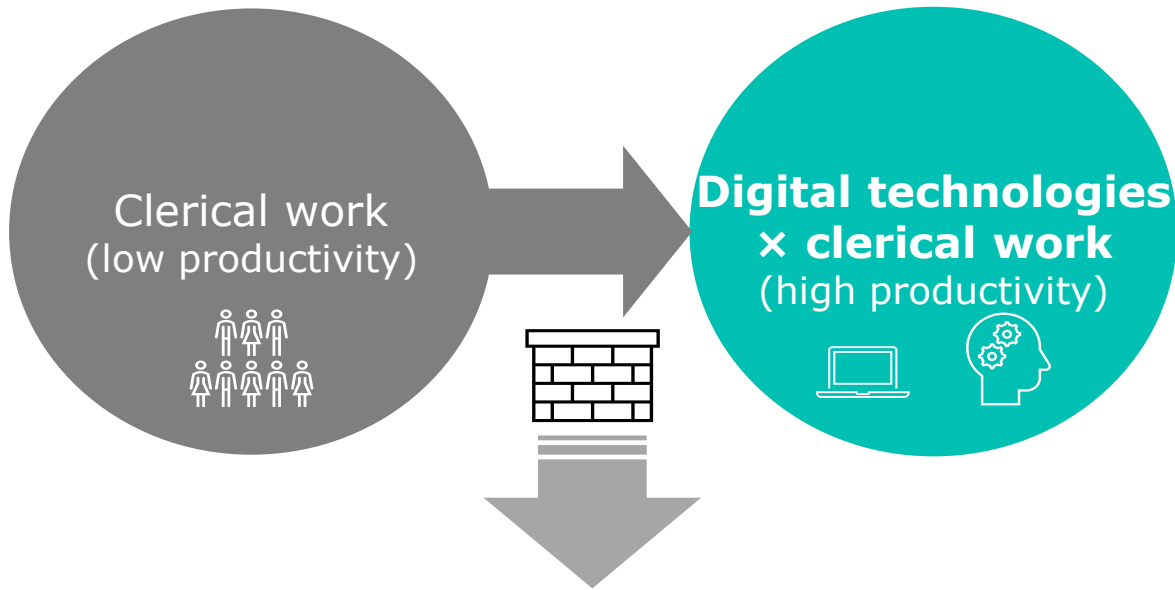 Clerical work
(low productivity)
Digital technologies
× clerical work
(high productivity)